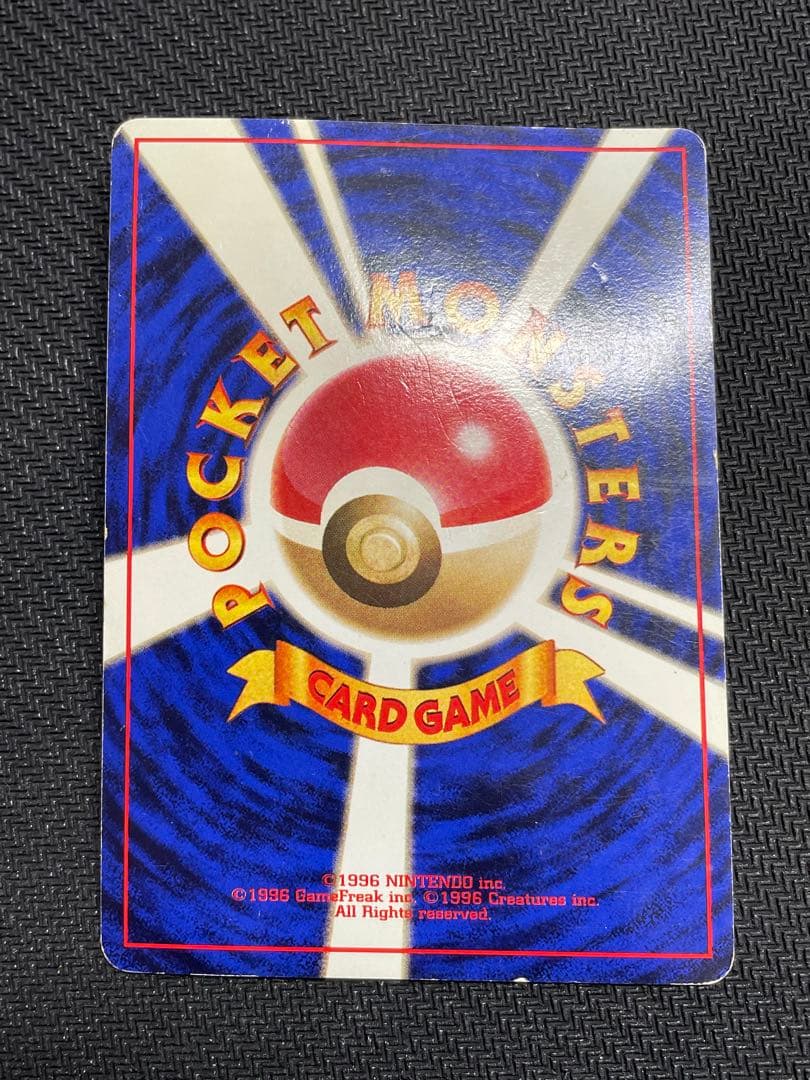 POCKET MONSTERS
CARD GAME
©1996 NINTENDO inc.
©1996 GameFreak inc. ©1996 Creatures inc.
All Rights reserved.